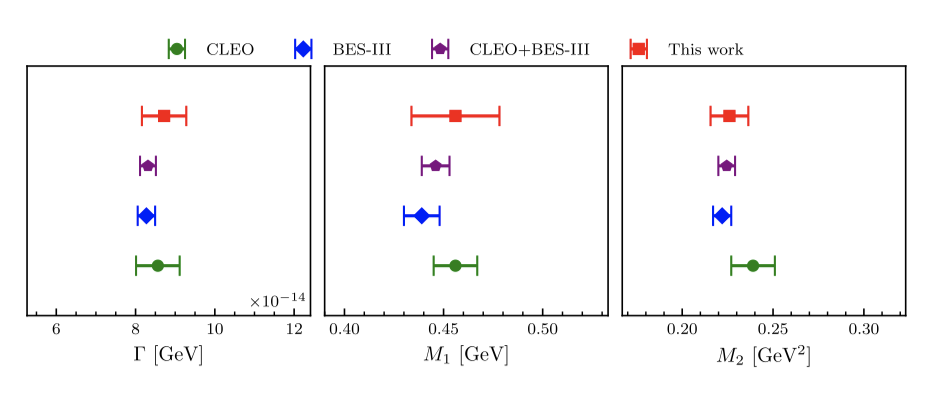 CLEO BES-III CLEO+BES-III This work
×10⁻¹⁴
6 8 10 12 0.40 0.45 0.50 0.20 0.25 0.30
Γ [GeV] M₁ [GeV] M₂ [GeV²]